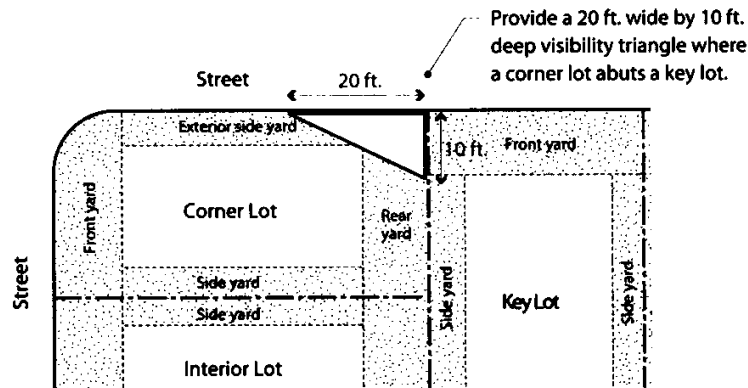 Provide a 20 ft. wide by 10 ft.
deep visibility triangle where
a corner lot abuts a key lot.
Street
20 ft.
Exterior side yard
10 ft.
Front yard
Front yard
Corner Lot
Rear
yard
Side yard
Side yard
Street
Side yard
Key Lot
Side yard
Interior Lot